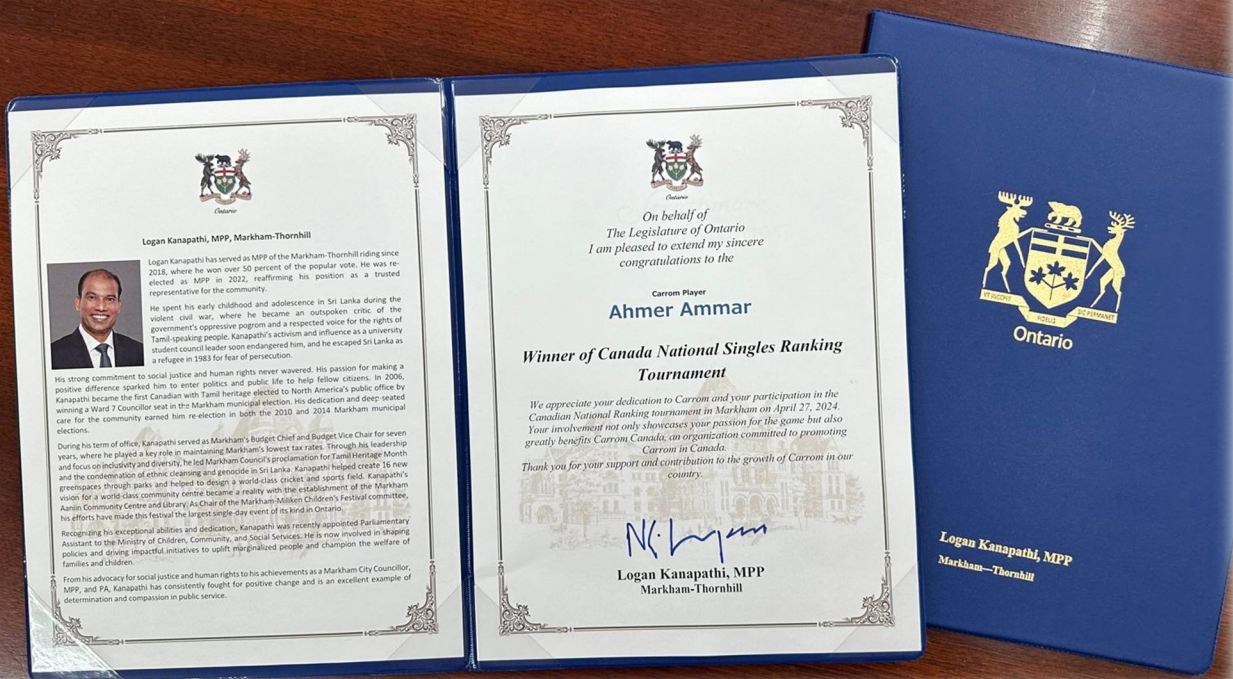 Ontario
Logan Kanapathi, MPP, Markham-Thornhill
Logan Kanapathi has served as MPP of the Markham-Thornhill riding since
2018, where he won over 50 percent of the popular vote. He was re-
elected as MPP in 2022, reaffirming his position as a trusted
representative for the community.
He spent his early childhood and adolescence in Sri Lanka during the
violent civil war, where he became an outspoken critic of the
government's oppressive pogrom and a respected voice for the rights of
Tamil-speaking people. Kanapathi's activism and influence as a university
student council leader soon endangered him, and he escaped Sri Lanka as
a refugee in 1983 for fear of persecution.
His strong commitment to social justice and human rights never wavered. His passion for making a
positive difference sparked him to enter politics and public life to help fellow citizens. In 2006,
Kanapathi became the first Canadian with Tamil heritage elected to North America's public office by
winning a Ward 7 Councillor seat in the Markham municipal election. His dedication and deep-seated
care for the community earned him re-election in both the 2010 and 2014 Markham municipal
elections.
During his term of office, Kanapathi served as Markham's Budget Chief and Budget Vice Chair for seven
years, where he played a key role in maintaining Markham's lowest tax rates. Through his leadership
and focus on inclusivity and diversity, he led Markham Council's proclamation for Tamil Heritage Month
and the condemnation of ethnic cleansing and genocide in Sri Lanka. Kanapathi helped create 16 new
greenspaces through parks and helped to design a world-class cricket and sports field. Kanapathi's
vision for a world-class community centre became a reality with the establishment of the Markham
Aaniin Community Centre and Library. As Chair of the Markham-Milliken Children's Festival committee,
his efforts have made this festival the largest single-day event of its kind in Ontario.
Recognizing his exceptional abilities and dedication, Kanapathi was recently appointed Parliamentary
Assistant to the Ministry of Children, Community, and Social Services. He is now involved in shaping
policies and driving impactful initiatives to uplift marginalized people and champion the welfare of
families and children.
From his advocacy for social justice and human rights to his achievements as a Markham City Councillor,
MPP, and PA, Kanapathi has consistently fought for positive change and is an excellent example of
determination and compassion in public service.
Ontario
On behalf of
The Legislature of Ontario
I am pleased to extend my sincere
congratulations to the
Carrom Player
Ahmer Ammar
Winner of Canada National Singles Ranking
Tournament
We appreciate your dedication to Carrom and your participation in the
Canadian National Ranking tournament in Markham on April 27, 2024.
Your involvement not only showcases your passion for the game but also
greatly benefits Carrom Canada, an organization committed to promoting
Carrom in Canada.
Thank you for your support and contribution to the growth of Carrom in our
country.
Logan Kanapathi, MPP
Markham-Thornhill
VT INCEPIT
FIDELIS
SIC PERMANET
Ontario
Logan Kanapathi, MPP
Markham—Thornhill